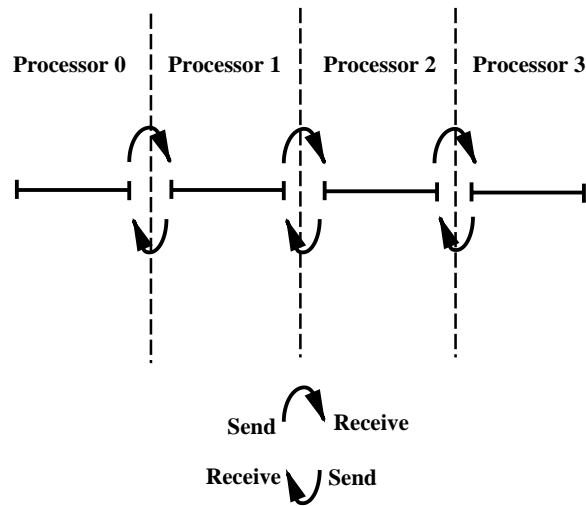 Processor 0 Processor 1 Processor 2 Processor 3
Send Receive
Receive Send